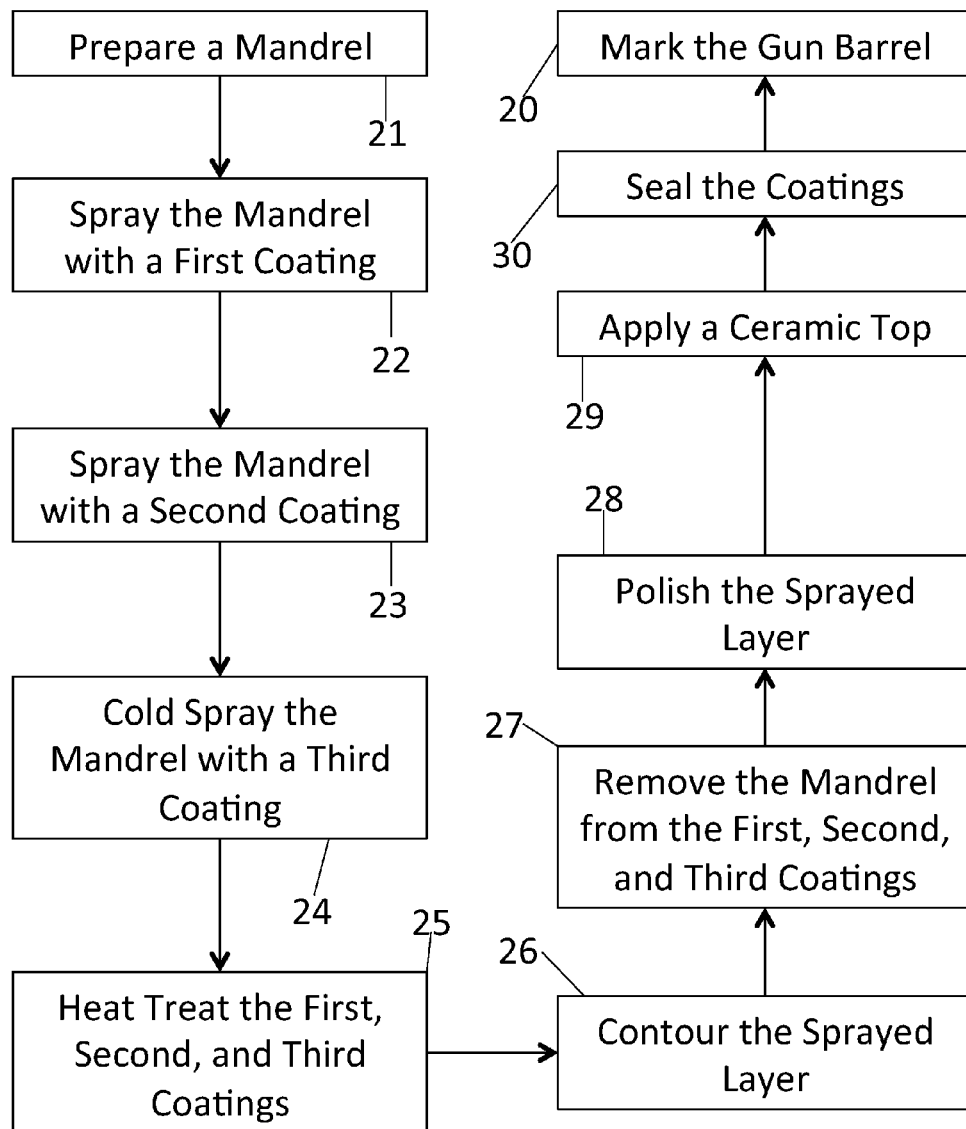 Prepare a Mandrel
21
Spray the Mandrel
with a First Coating
22
Spray the Mandrel
with a Second Coating
23
Cold Spray the
Mandrel with a Third
Coating
24
25
Heat Treat the First,
Second, and Third
Coatings
26
Contour the Sprayed
Layer
27
Remove the Mandrel
from the First, Second,
and Third Coatings
28
Polish the Sprayed
Layer
Apply a Ceramic Top
29
Seal the Coatings
30
Mark the Gun Barrel
20